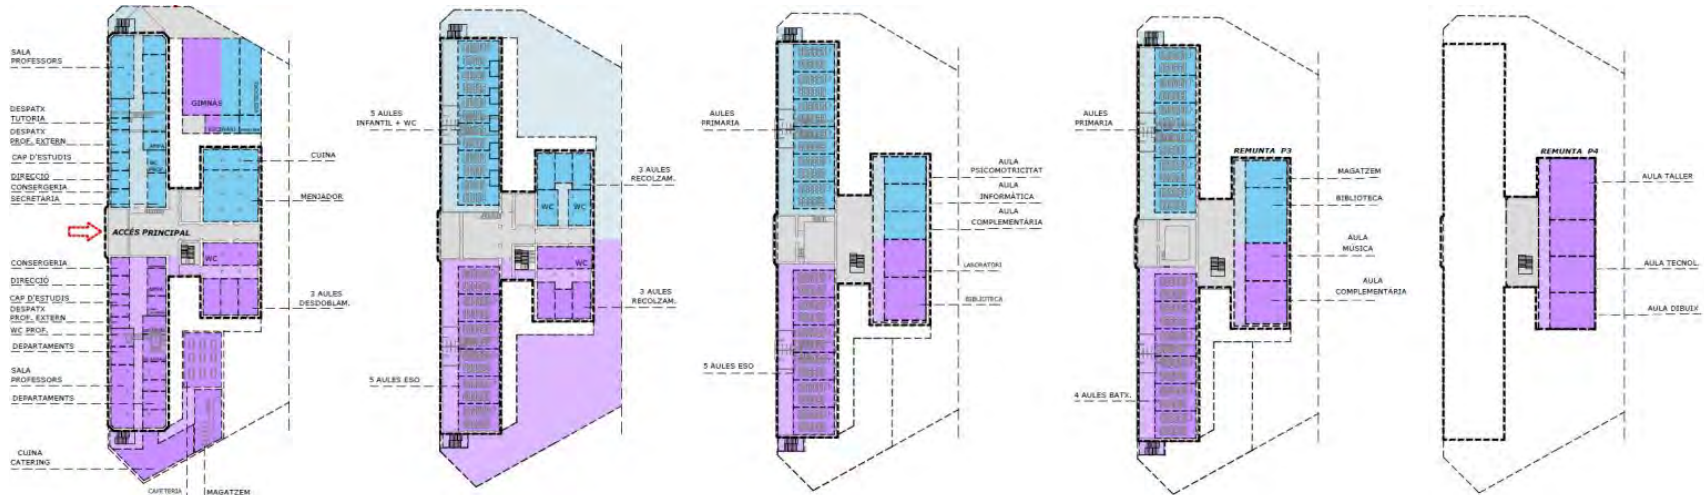 SALA
PROFESSORS
DESPATX
TUTORIA
DESPATX
PROF. EXTERN
CAP D'ESTUDIS
DIRECCIO
CONSERGERIA
SECRETARIA
ACCÉS PRINCIPAL
CONSERGERIA
DIRECCIO
CAP D'ESTUDIS
DESPATX
PROF. EXTERN
WC PROF.
DEPARTAMENTS
SALA
PROFESSORS
DEPARTAMENTS
CUINA
CATERING
CAFETERIA
MAGATZEM
GIMNÀS
CUINA
MENJADOR
WC
3 AULES
DESDOBLAM.
5 AULES
INFANTIL + WC
3 AULES
RECOLZAM.
WC
WC
WC
3 AULES
RECOLZAM.
5 AULES ESO
AULES
PRIMARIA
AULA
PSICOMOTRICITAT
AULA
INFORMÀTICA
AULA
COMPLEMENTÀRIA
LABORATORI
BIBLIOTECA
5 AULES ESO
AULES
PRIMARIA
REMUNTA P3
MAGATZEM
BIBLIOTECA
AULA
MÚSICA
AULA
COMPLEMENTÀRIA
4 AULES BATX.
REMUNTA P4
AULA TALLER
AULA TECNOL.
AULA DIBUIX